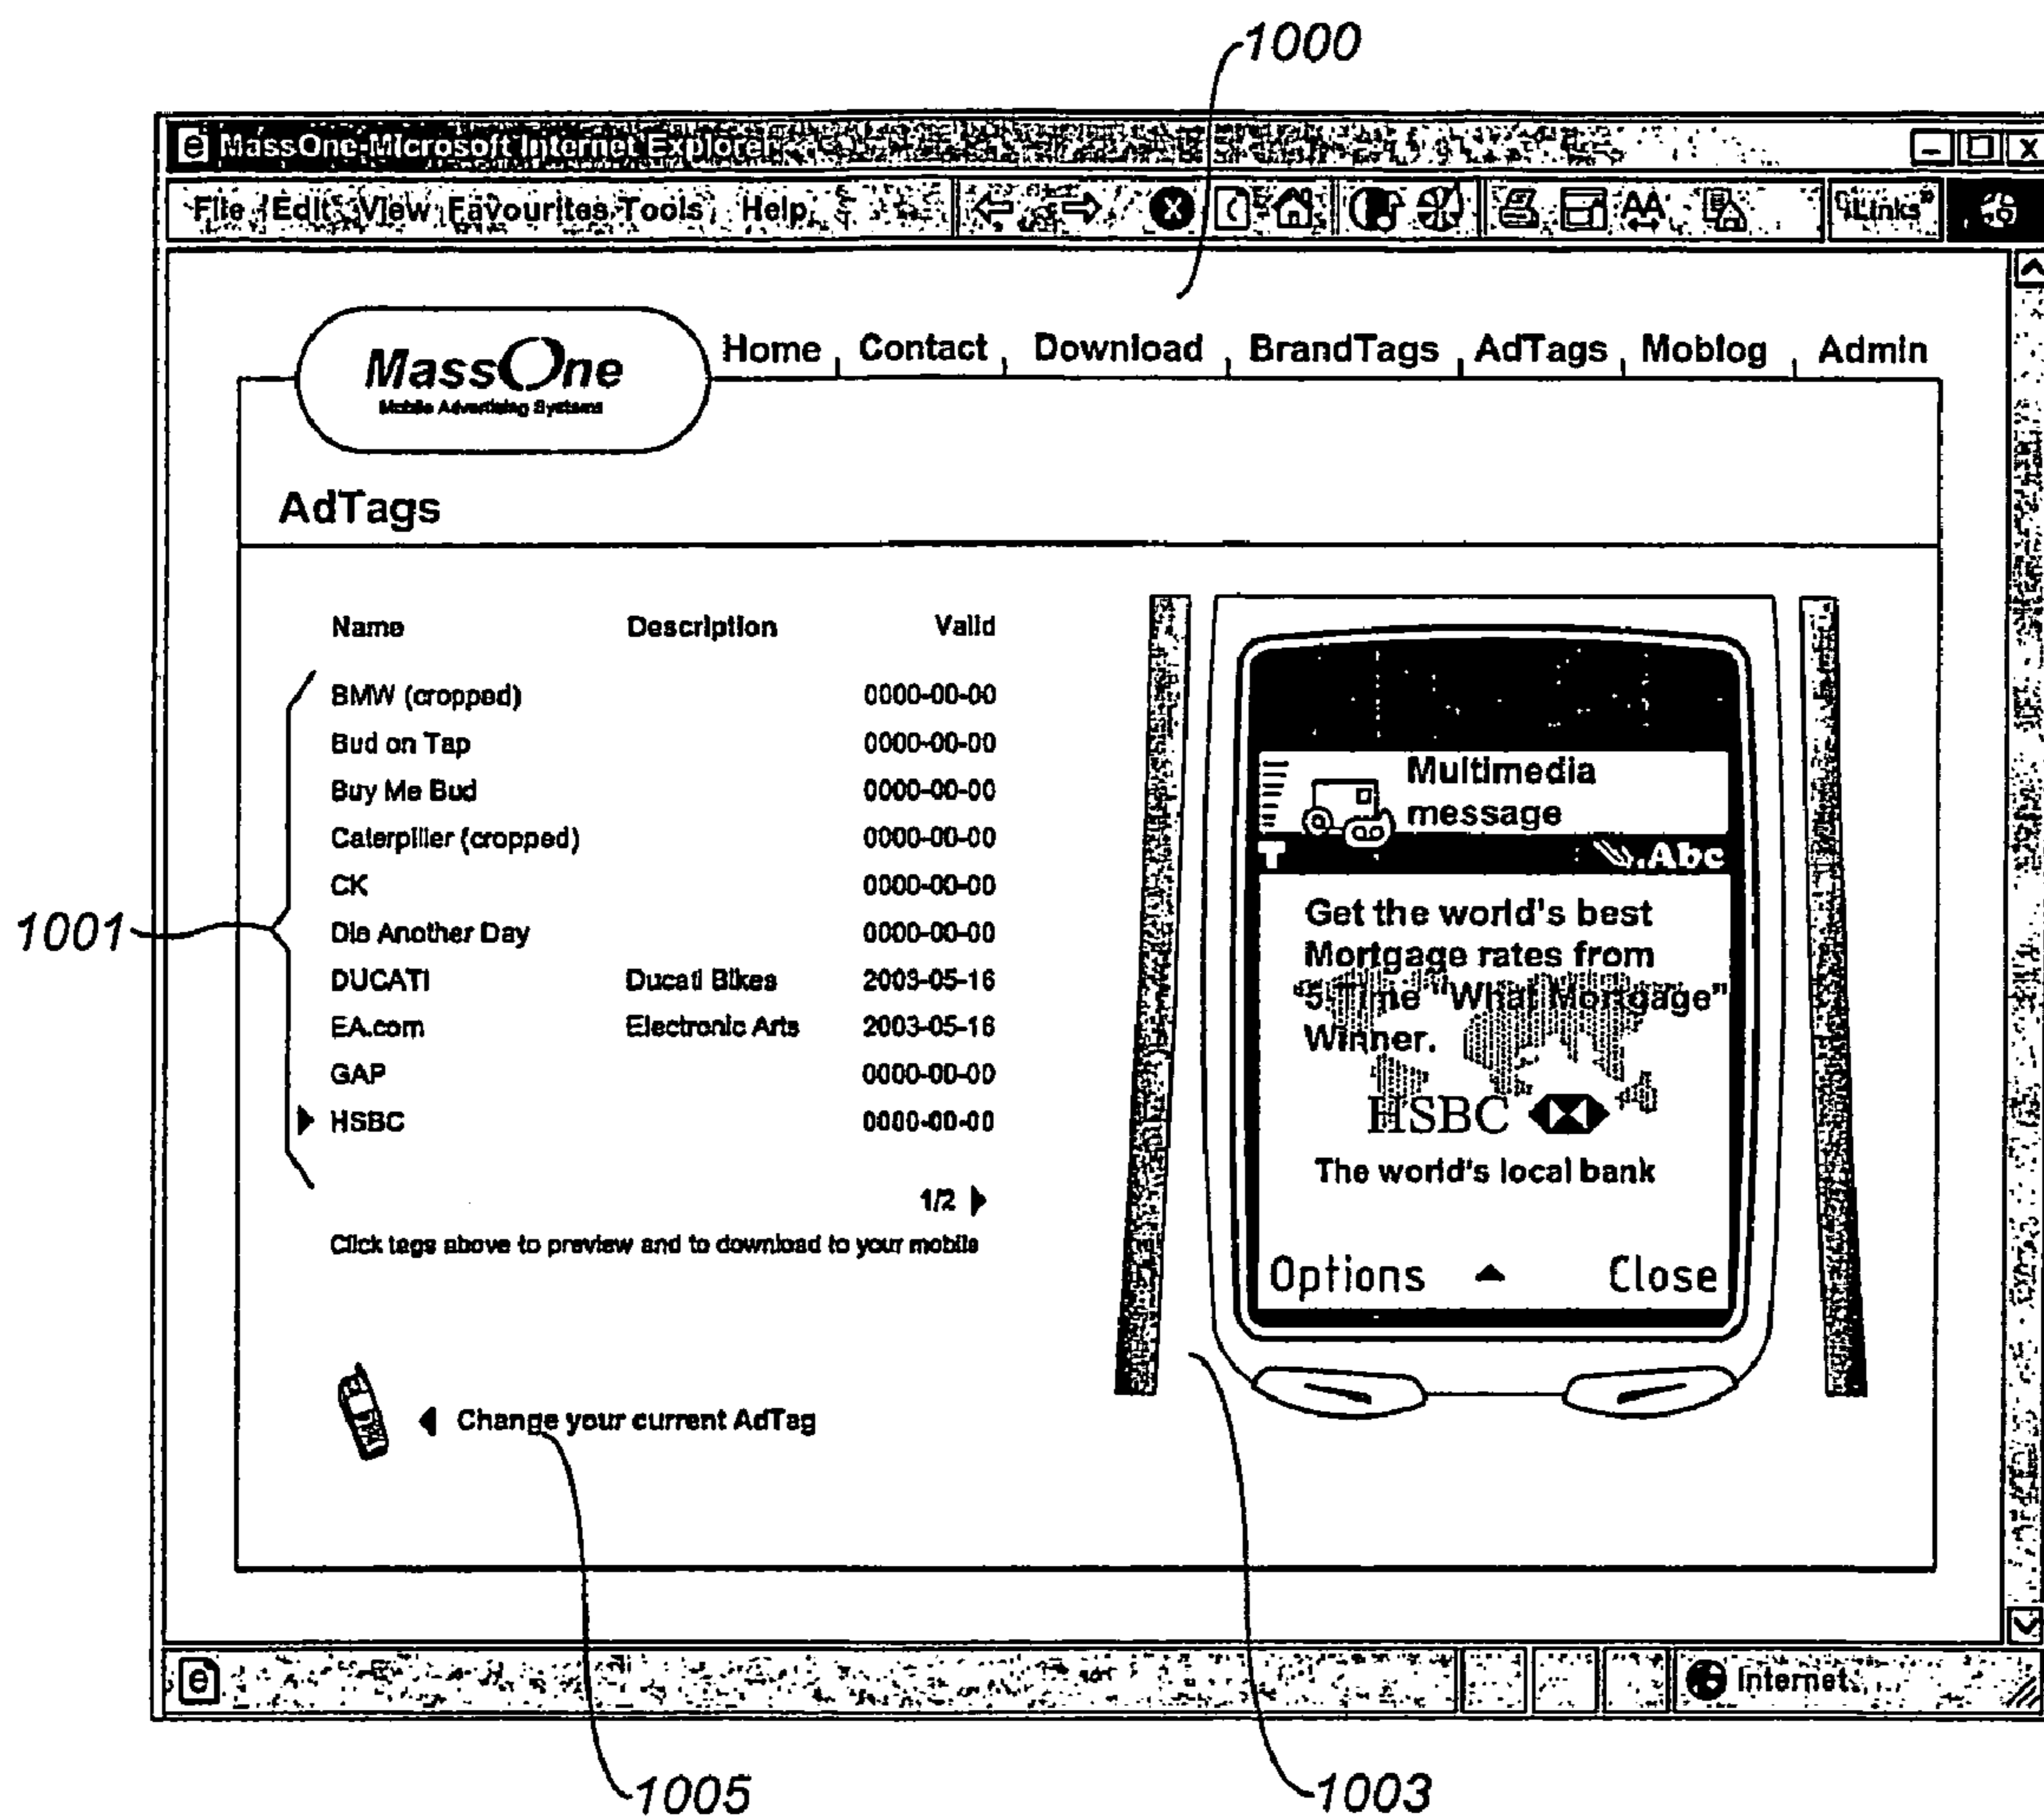 1000
MassOne-Microsoft Internet Explorer
File Edit View Favourites Tools Help Links"
MassOne
Mobile Advertising Systems
Home Contact Download BrandTags AdTags Moblog Admin
AdTags
Name Description Valid
BMW (cropped) 0000-00-00
Bud on Tap 0000-00-00
Buy Me Bud 0000-00-00
Caterpiller (cropped) 0000-00-00
CK 0000-00-00
1001
Die Another Day 0000-00-00
DUCATI Ducati Bikes 2003-05-16
EA.com Electronic Arts 2003-05-16
GAP 0000-00-00
HSBC 0000-00-00
1/2
Click tags above to preview and to download to your mobile
Change your current AdTag
Multimedia
message
T .Abc
Get the world's best
Mortgage rates from
"5 Time "What Mortgage"
Winner.
HSBC
The world's local bank
Options Close
Internet
1005
1003